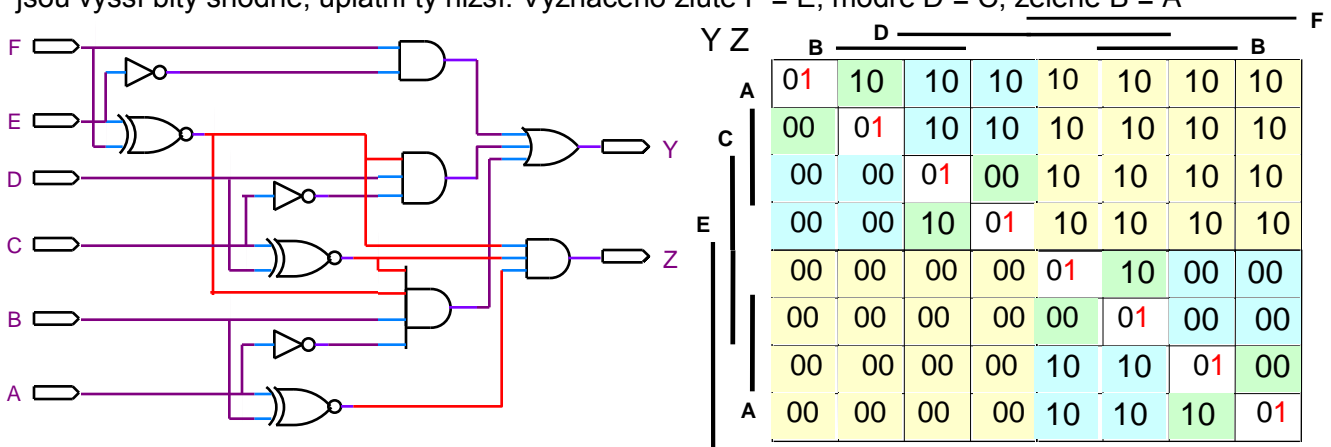 jsou vyšší bity shodné, uplatní ty nižší. Vyznačeno žlutě F = E, modře D = C, zeleně B = A
F
Y Z
B
D
B
F
E
D
C
B
A
Y
Z
A
C
E
A
01 10 10 10 10 10 10 10
00 01 10 10 10 10 10 10
00 00 01 00 10 10 10 10
00 00 10 01 10 10 10 10
00 00 00 00 01 10 00 00
00 00 00 00 00 01 00 00
00 00 00 00 10 10 01 00
00 00 00 00 10 10 10 01